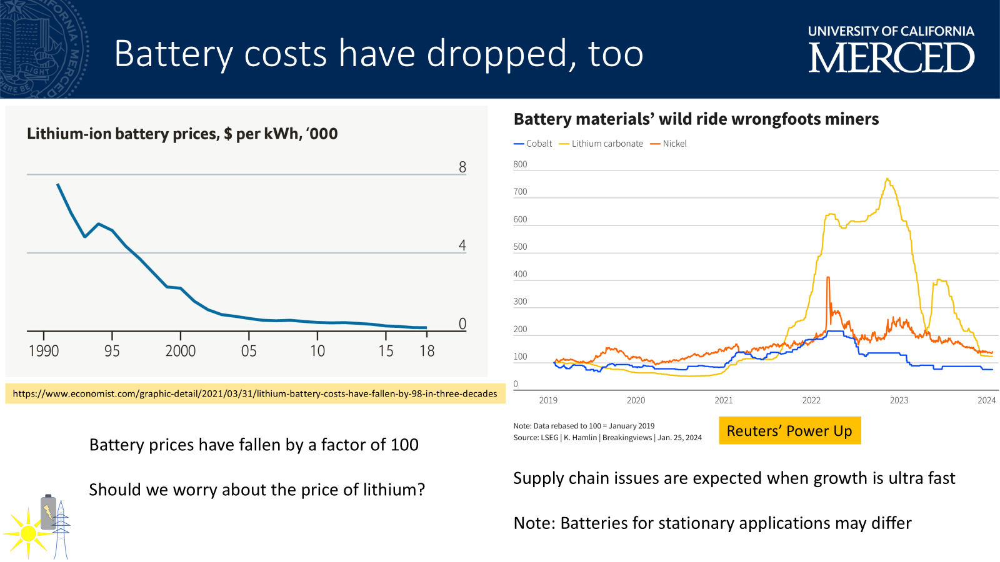 Battery costs have dropped, too
UNIVERSITY OF CALIFORNIA
MERCED
CALIFORNIA MERCED
LIGHT
HERE BE
Lithium-ion battery prices, $ per kWh, ‘000
8
4
0
1990 95 2000 05 10 15 18
https://www.economist.com/graphic-detail/2021/03/31/lithium-battery-costs-have-fallen-by-98-in-three-decades
Battery prices have fallen by a factor of 100
Should we worry about the price of lithium?
Battery materials’ wild ride wrongfoots miners
Cobalt Lithium carbonate Nickel
800
700
600
500
400
300
200
100
0
2019 2020 2021 2022 2023 2024
Note: Data rebased to 100 = January 2019
Source: LSEG | K. Hamlin | Breakingviews | Jan. 25, 2024
Reuters’ Power Up
Supply chain issues are expected when growth is ultra fast
Note: Batteries for stationary applications may differ